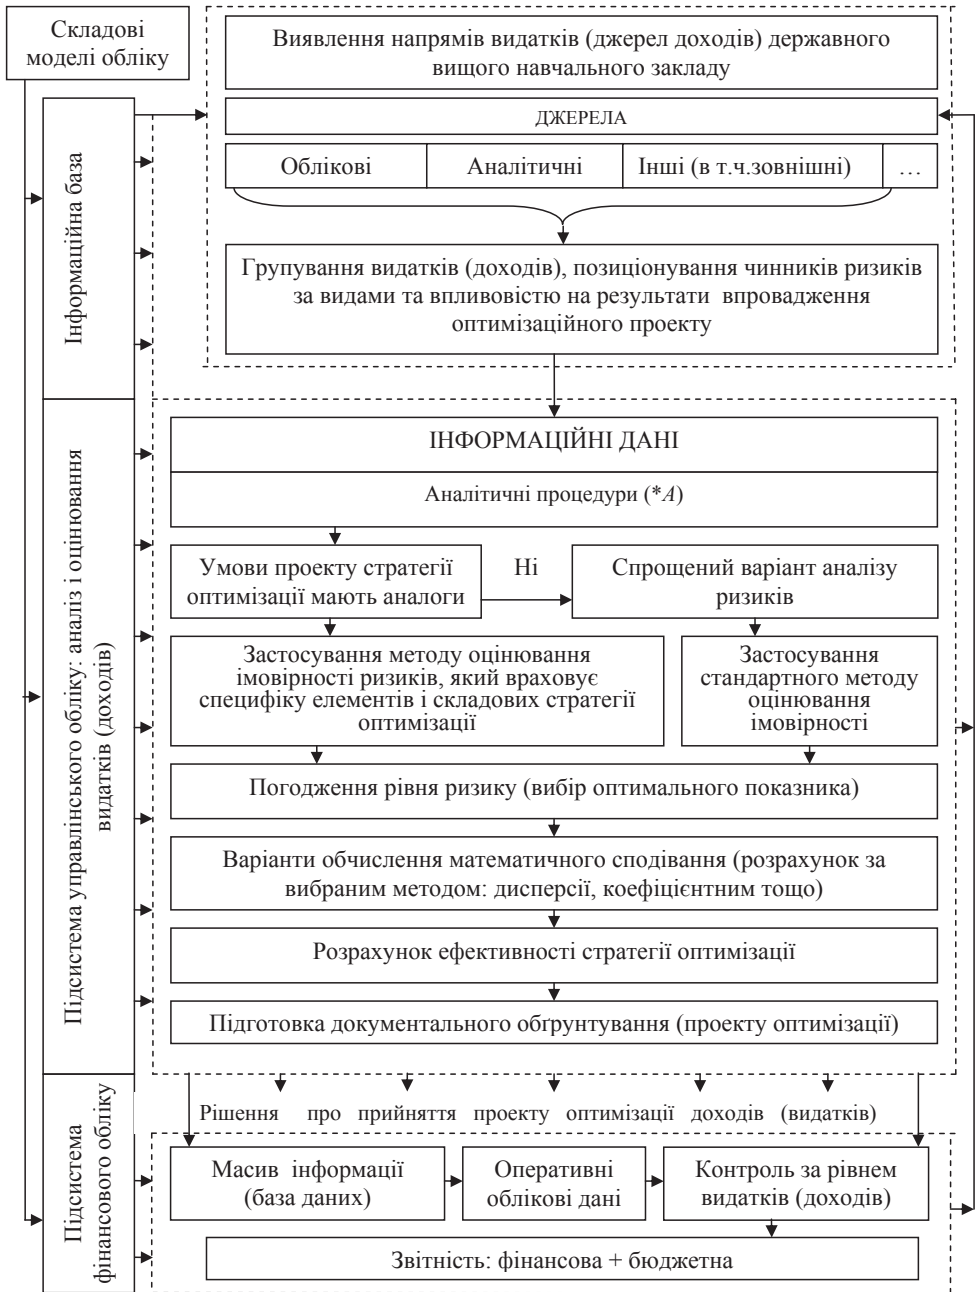 Складові
моделі обліку
Виявлення напрямів видатків (джерел доходів) державного
вищого навчального закладу
ДЖЕРЕЛА
Облікові
Аналітичні
Інші (в т.ч.зовнішні)
…
Інформаційна база
Групування видатків (доходів), позиціонування чинників ризиків
за видами та впливовістю на результати впровадження
оптимізаційного проекту
Підсистема управлінського обліку: аналіз і оцінювання
видатків (доходів)
ІНФОРМАЦІЙНІ ДАНІ
Аналітичні процедури (*А)
Умови проекту стратегії
оптимізації мають аналоги
Ні
Спрощений варіант аналізу
ризиків
Застосування методу оцінювання
імовірності ризиків, який враховує
специфіку елементів і складових стратегії
оптимізації
Застосування
стандартного методу
оцінювання
імовірності
Погодження рівня ризику (вибір оптимального показника)
Варіанти обчислення математичного сподівання (розрахунок за
вибраним методом: дисперсії, коефіцієнтним тощо)
Розрахунок ефективності стратегії оптимізації
Підготовка документального обґрунтування (проекту оптимізації)
Рішення про прийняття проекту оптимізації доходів (видатків)
Підсистема
фінансового обліку
Масив інформації
(база даних)
Оперативні
облікові дані
Контроль за рівнем
видатків (доходів)
Звітність: фінансова + бюджетна